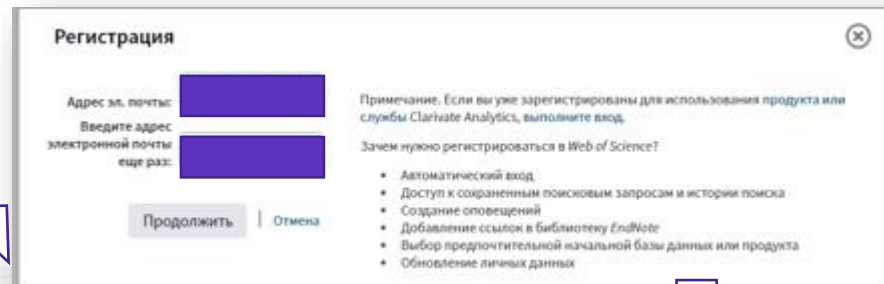 Регистрация
Адрес эл. почты:
Введите адрес
электронной почты
еще раз:
Продолжить | Отмена
Примечание. Если вы уже зарегистрированы для использования продукта или
службы Clarivate Analytics, выполните вход.
Зачем нужно регистрироваться в Web of Science?
• Автоматический вход
• Доступ к сохраненным поисковым запросам и истории поиска
• Создание оповещений
• Добавление ссылок в библиотеку EndNote
• Выбор предпочтительной начальной базы данных или продукта
• Обновление личных данных